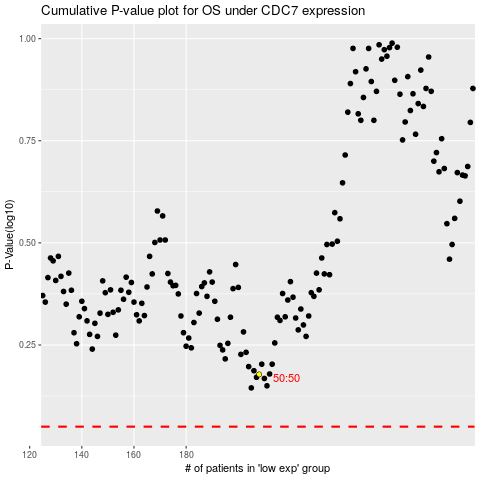 Cumulative P-value plot for OS under CDC7 expression
1.00
0.75
0.50
0.25
P-Value(log10)
50:50
120 140 160 180
# of patients in 'low exp' group